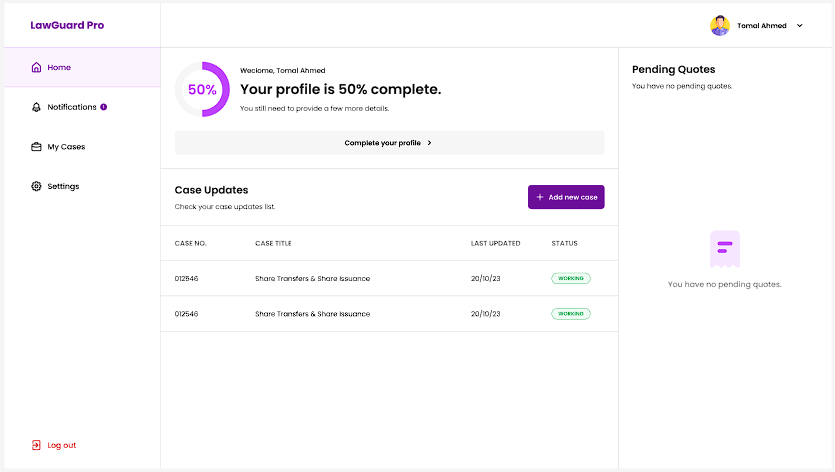 LawGuard Pro
Tomal Ahmed
Home
Notifications
My Cases
Settings
Log out
50%
Welcome, Tomal Ahmed
Your profile is 50% complete.
You still need to provide a few more details.
Complete your profile
Case Updates
Check your case updates list.
Add new case
CASE NO. CASE TITLE LAST UPDATED STATUS
012546 Share Transfers & Share Issuance 20/10/23 WORKING
012546 Share Transfers & Share Issuance 20/10/23 WORKING
Pending Quotes
You have no pending quotes.
You have no pending quotes.